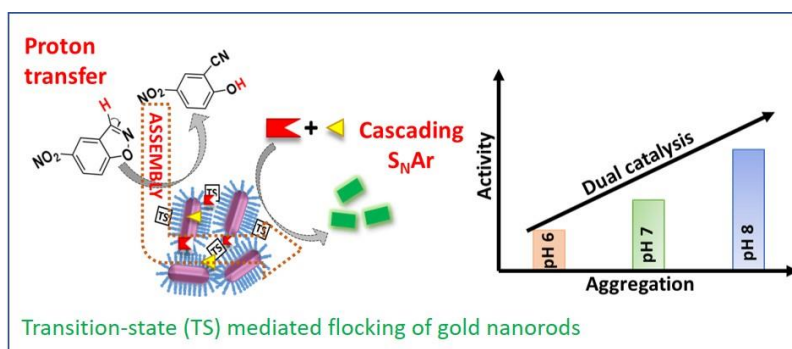 Proton
transfer
H
N
O
NO₂
CN
OH
NO₂
ASSEMBLY
TS
TS
TS
TS
+
Cascading
SNAr
Activity
Dual catalysis
pH 6
pH 7
pH 8
Aggregation
Transition-state (TS) mediated flocking of gold nanorods